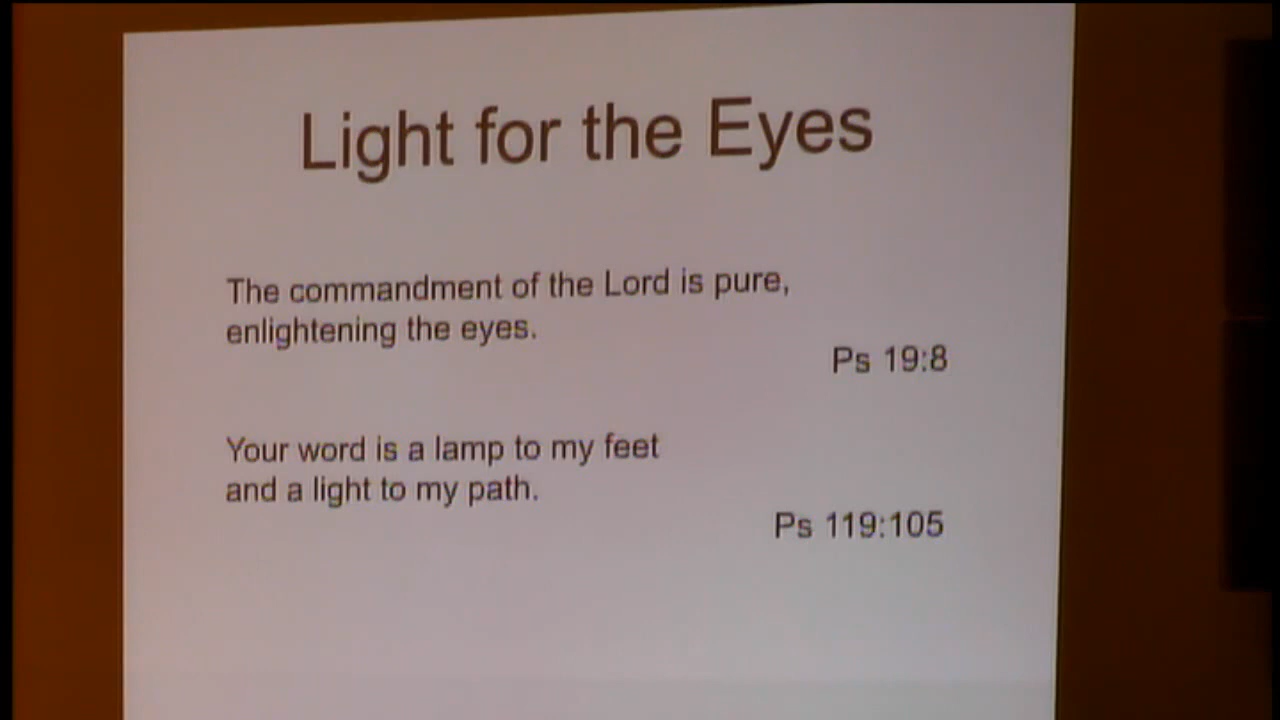 Light for the Eyes
The commandment of the Lord is pure,
enlightening the eyes.
Ps 19:8
Your word is a lamp to my feet
and a light to my path.
Ps 119:105